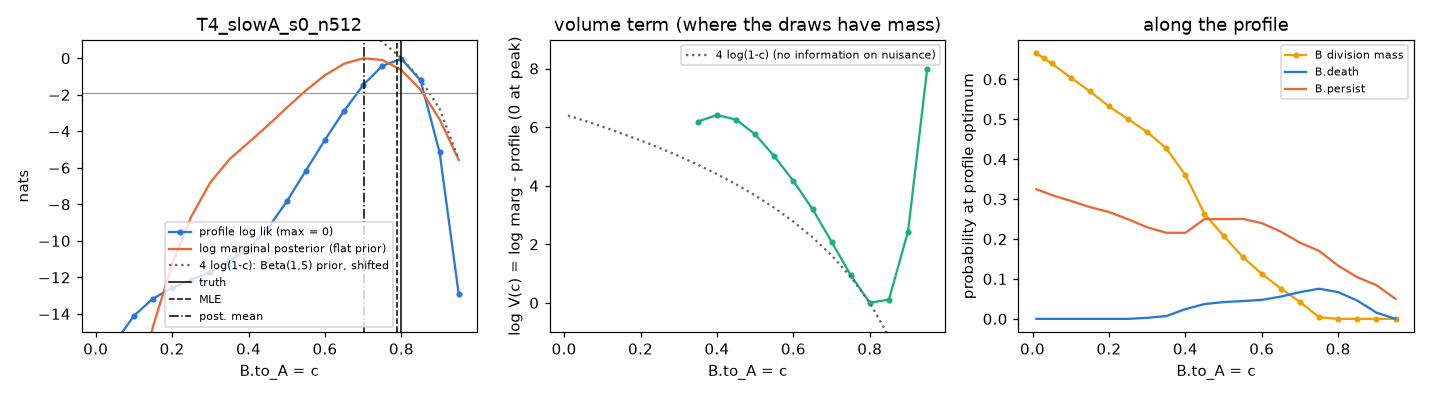 T4_slowA_s0_n512
nats
0
−2
−4
−6
−8
−10
−12
−14
profile log lik (max = 0)
log marginal posterior (flat prior)
4 log(1-c): Beta(1,5) prior, shifted
truth
MLE
post. mean
0.0 0.2 0.4 0.6 0.8
B.to_A = c
volume term (where the draws have mass)
log V(c) = log marg - profile (0 at peak)
8
6
4
2
0
4 log(1-c) (no information on nuisance)
0.0 0.2 0.4 0.6 0.8
B.to_A = c
along the profile
probability at profile optimum
0.6
0.5
0.4
0.3
0.2
0.1
0.0
B division mass
B.death
B.persist
0.0 0.2 0.4 0.6 0.8
B.to_A = c